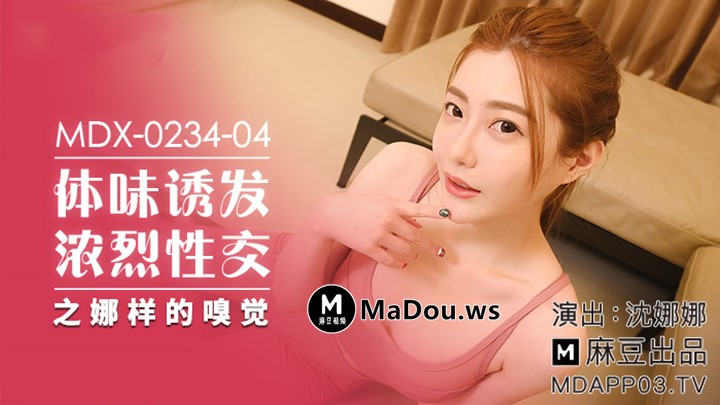 MDX-0234-04
体味诱发
浓烈性交
之娜样的嗅觉
M
麻豆视频
MaDou.ws
演出：沈娜娜
M 麻豆出品
MDAPP03.TV